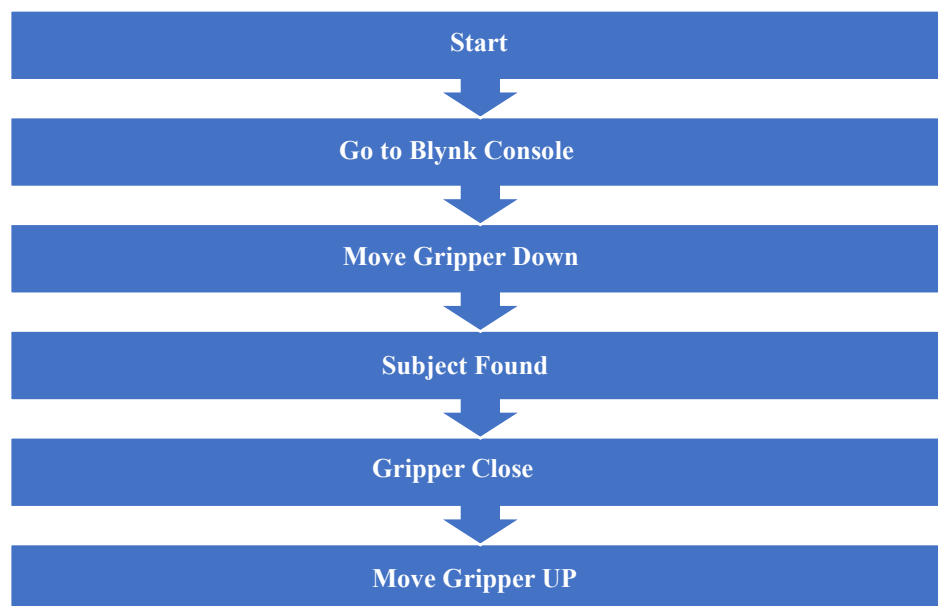 Start
Go to Blynk Console
Move Gripper Down
Subject Found
Gripper Close
Move Gripper UP